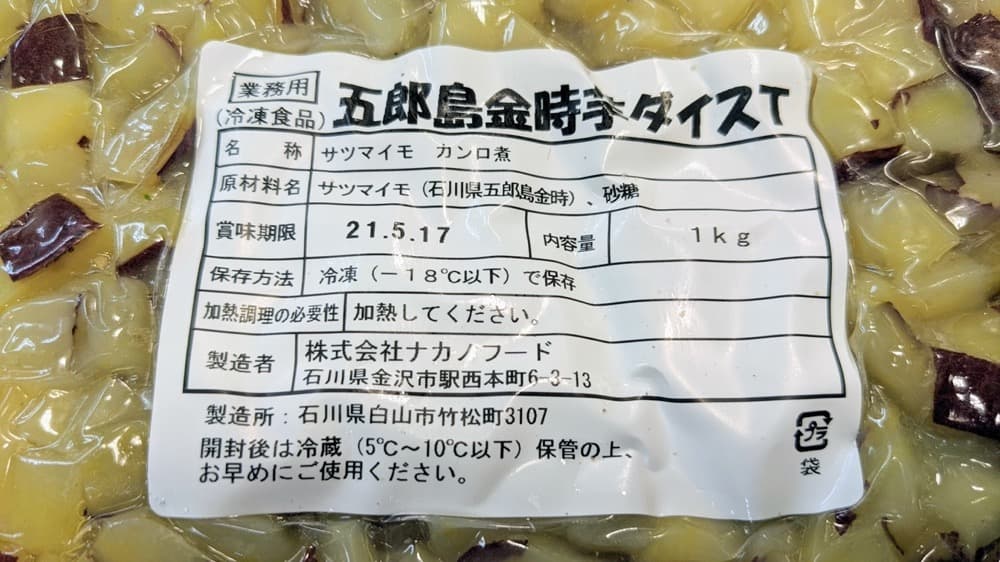 業務用
(冷凍食品) 五郎島金時芋ダイスT
名 称 サツマイモ カンロ煮
原材料名 サツマイモ(石川県五郎島金時)、砂糖
賞味期限 21.5.17 内容量 1kg
保存方法 冷凍(−18℃以下)で保存
加熱調理の必要性 加熱してください。
製造者 株式会社ナカノフード
石川県金沢市駅西本町6-3-13
製造所:石川県白山市竹松町3107
開封後は冷蔵(5℃〜10℃以下)保管の上、
お早めにご使用ください。
プラ
袋